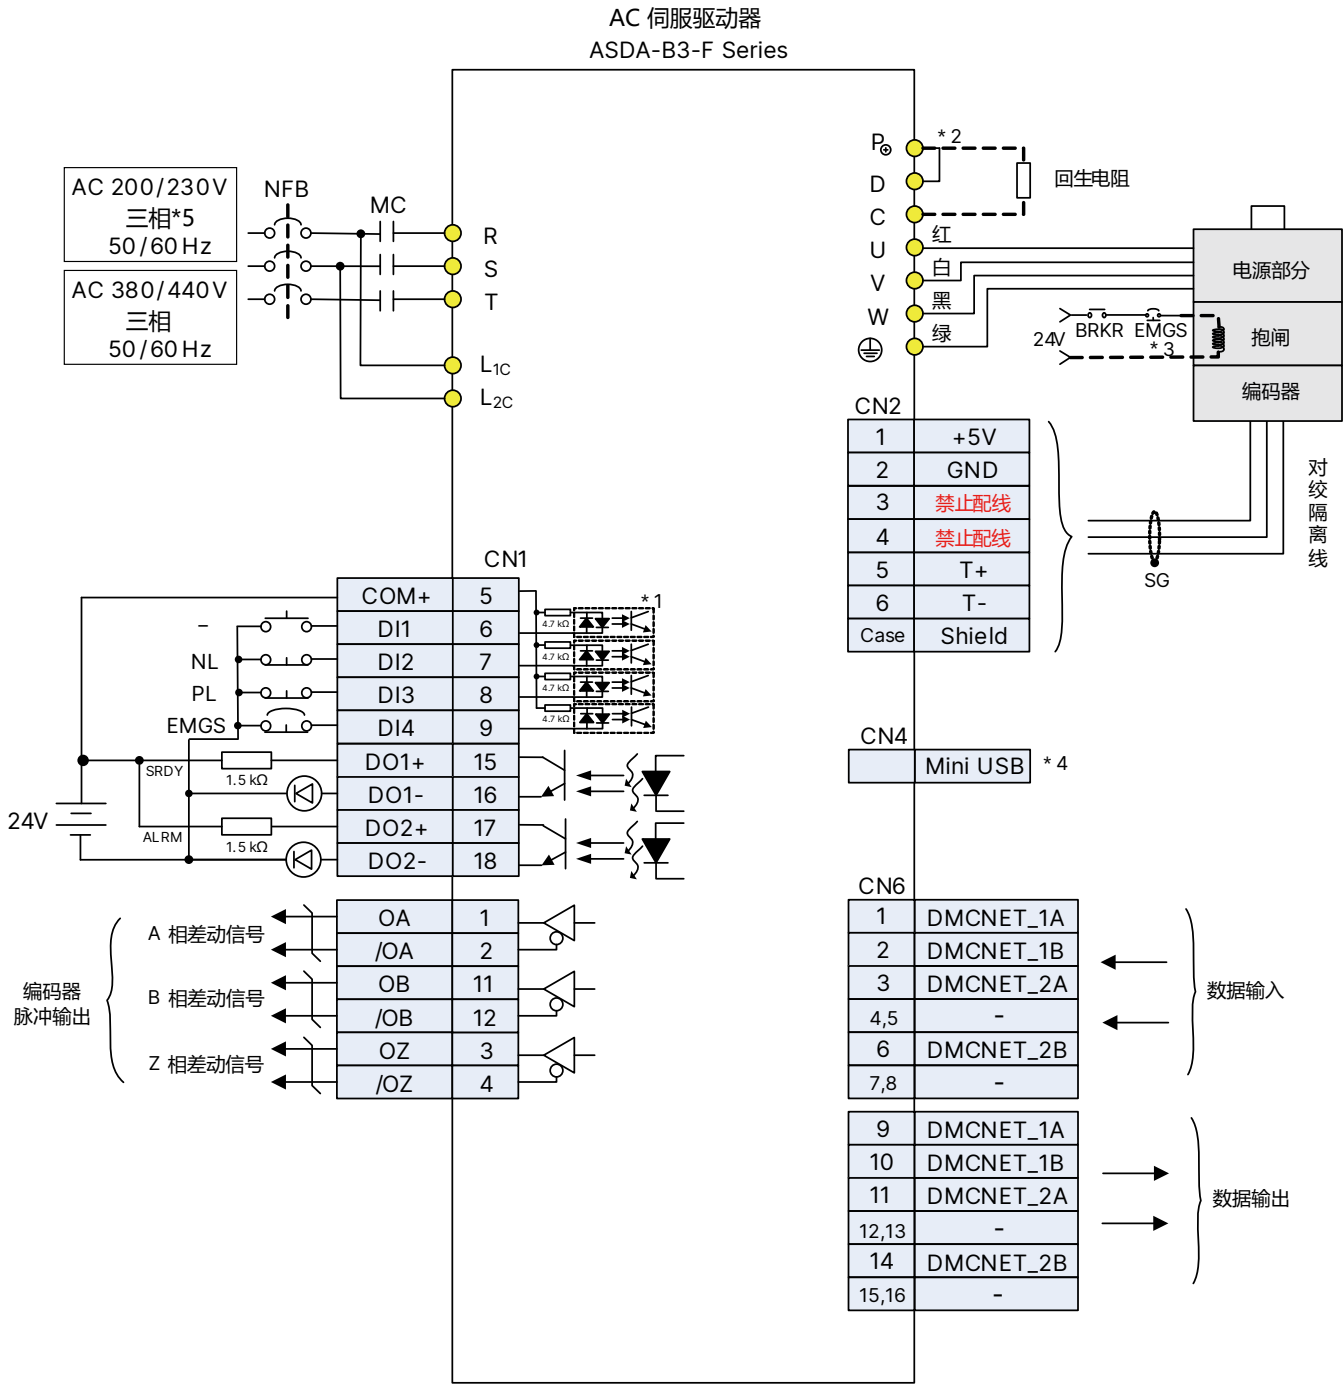 AC 伺服驱动器
ASDA-B3-F Series
AC 200/230V
三相*5
50/60 Hz
AC 380/440V
三相
50/60 Hz
NFB
MC
R
S
T
L1C
L2C
P⊕
D
C
U
V
W
*2
回生电阻
红
白
黑
绿
电源部分
抱闸
编码器
24V
BRKR
EMGS
*3
CN2
1 +5V
2 GND
3 禁止配线
4 禁止配线
5 T+
6 T-
Case Shield
SG
对绞隔离线
CN1
COM+ 5
– DI1 6
NL DI2 7
PL DI3 8
EMGS DI4 9
SRDY 1.5 kΩ DO1+ 15
DO1- 16
ALRM 1.5 kΩ DO2+ 17
DO2- 18
24V
*1
4.7 kΩ
4.7 kΩ
4.7 kΩ
4.7 kΩ
CN4
Mini USB *4
编码器
脉冲输出
A 相差动信号
B 相差动信号
Z 相差动信号
OA 1
/OA 2
OB 11
/OB 12
OZ 3
/OZ 4
CN6
1 DMCNET_1A
2 DMCNET_1B
3 DMCNET_2A
4,5 -
6 DMCNET_2B
7,8 -
数据输入
9 DMCNET_1A
10 DMCNET_1B
11 DMCNET_2A
12,13 -
14 DMCNET_2B
15,16 -
数据输出